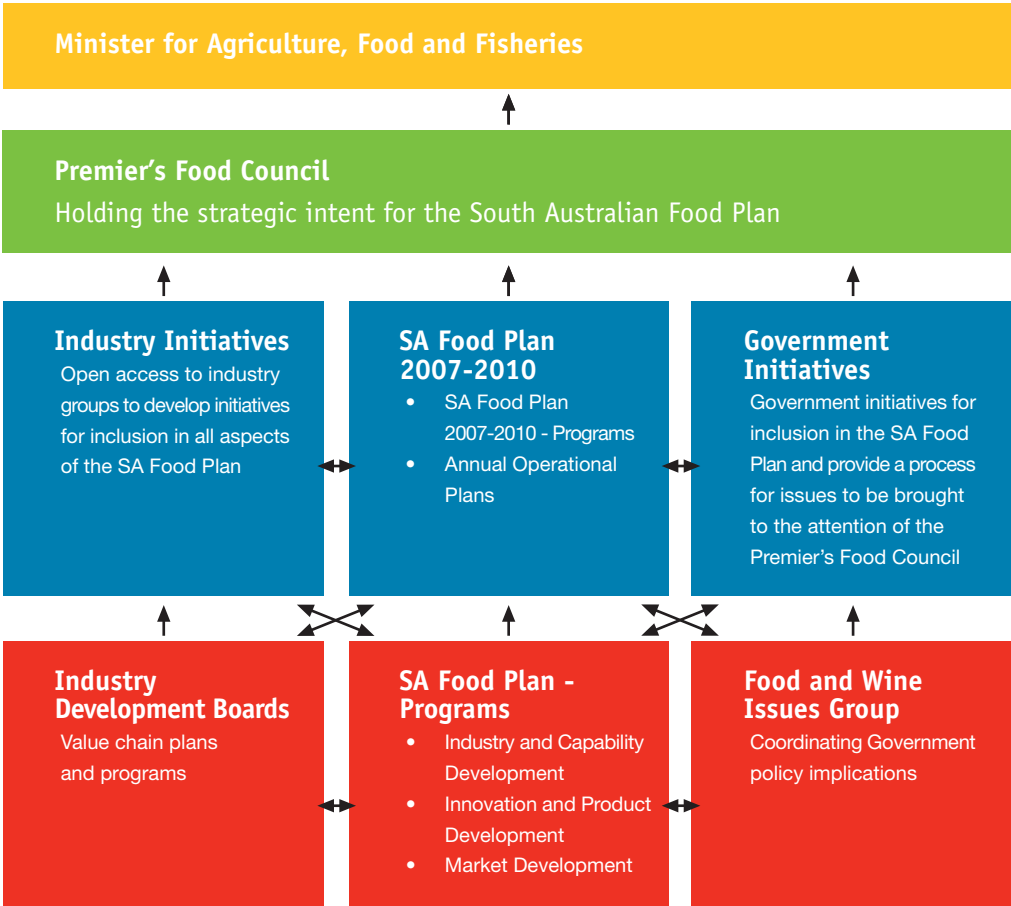 Minister for Agriculture, Food and Fisheries
Premier's Food Council
Holding the strategic intent for the South Australian Food Plan
Industry Initiatives
Open access to industry
groups to develop initiatives
for inclusion in all aspects
of the SA Food Plan
SA Food Plan
2007-2010
• SA Food Plan
2007-2010 - Programs
• Annual Operational
Plans
Government
Initiatives
Government initiatives for
inclusion in the SA Food
Plan and provide a process
for issues to be brought
to the attention of the
Premier's Food Council
Industry
Development Boards
Value chain plans
and programs
SA Food Plan -
Programs
• Industry and Capability
Development
• Innovation and Product
Development
• Market Development
Food and Wine
Issues Group
Coordinating Government
policy implications